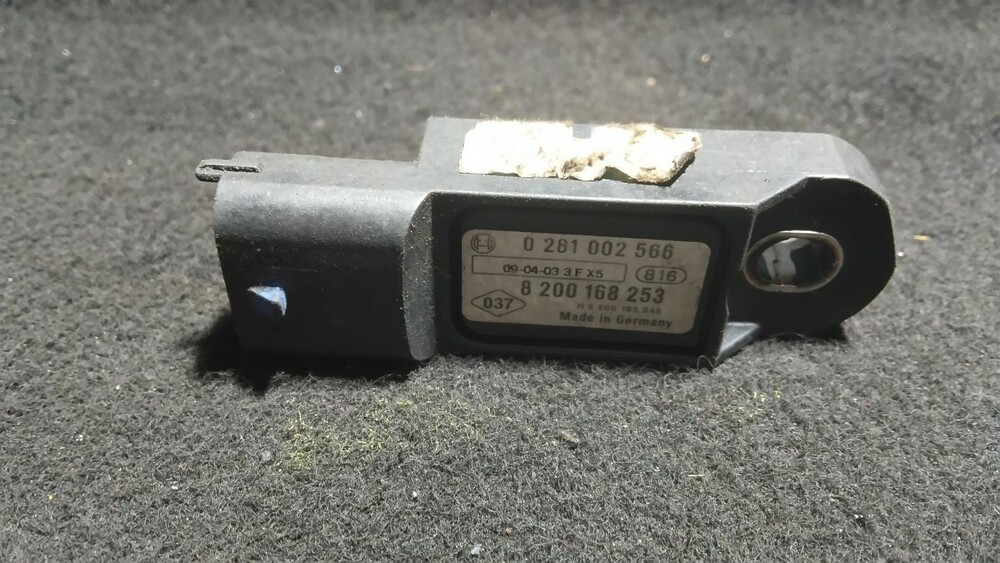 0 281 002 566
09-04-03 3 F X5 816
8 200 168 253
037
Made in Germany